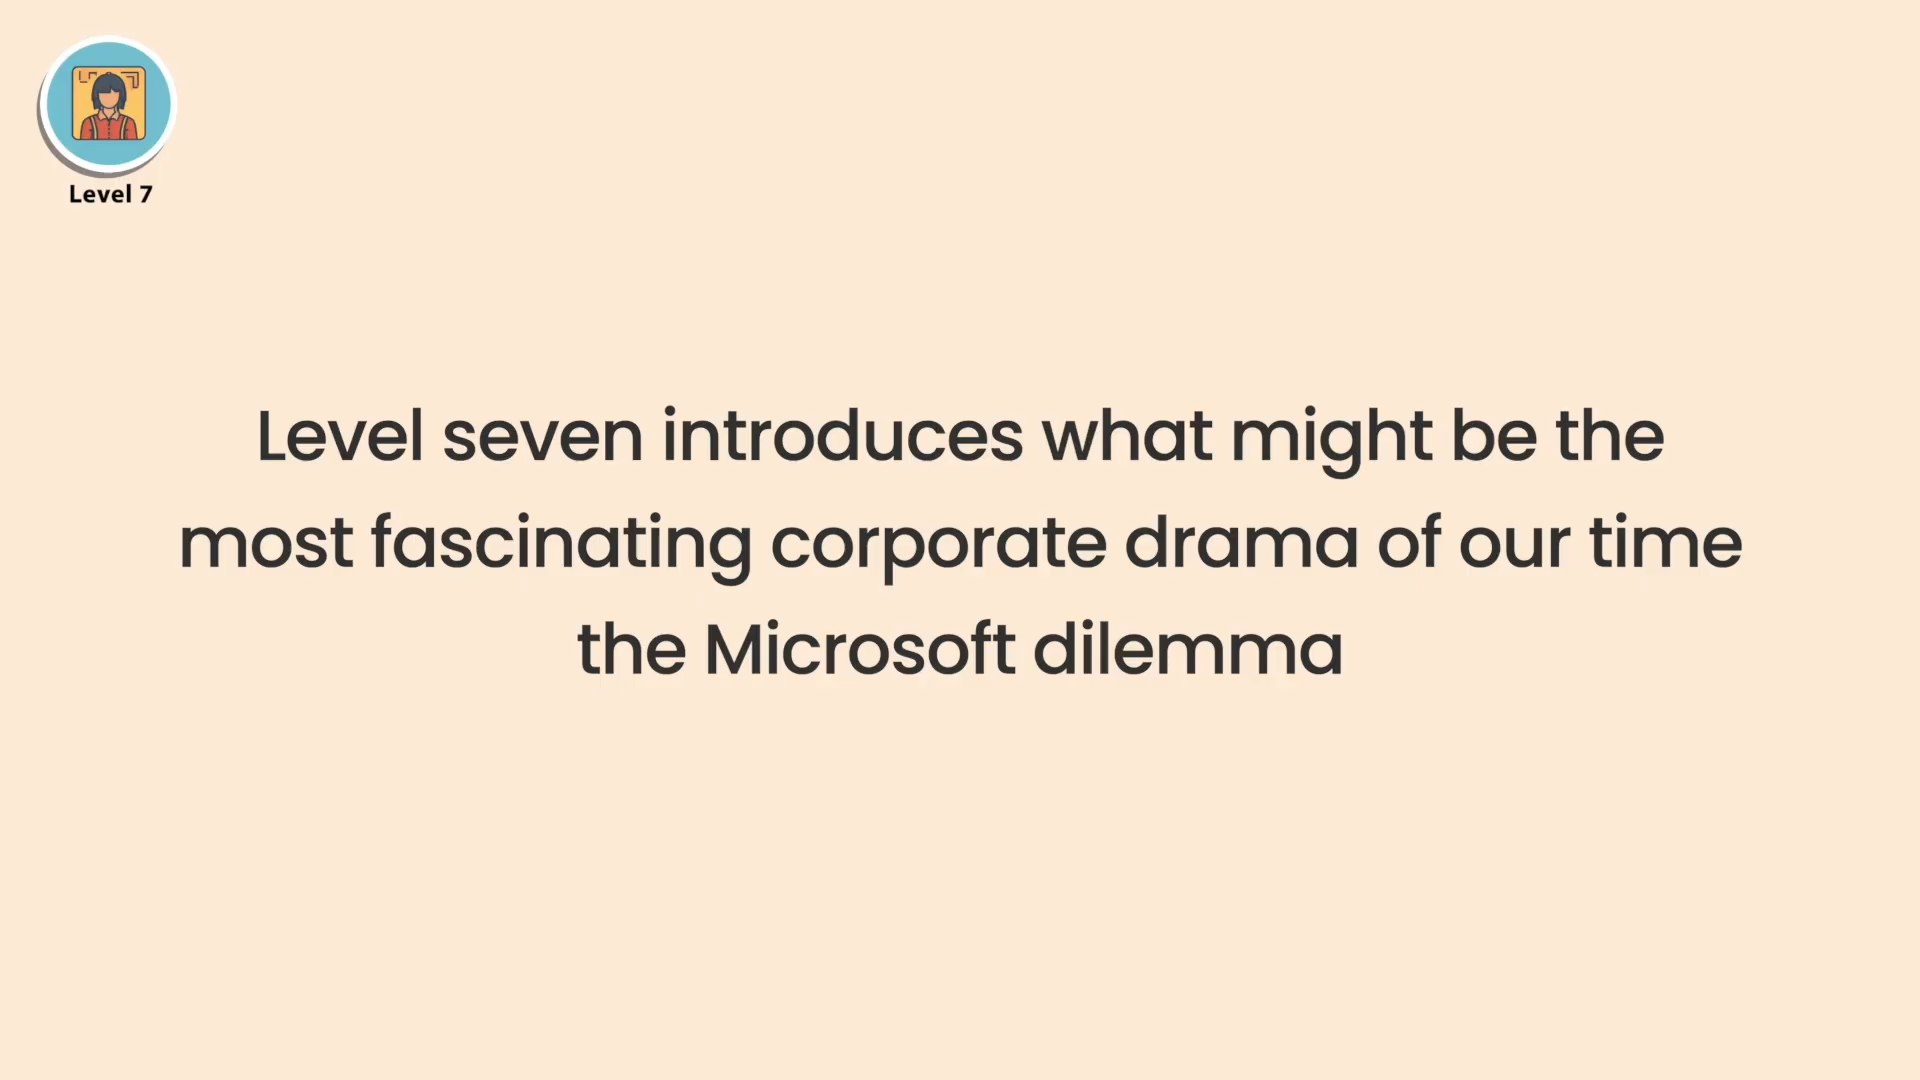 Level 7
Level seven introduces what might be the
most fascinating corporate drama of our time
the Microsoft dilemma